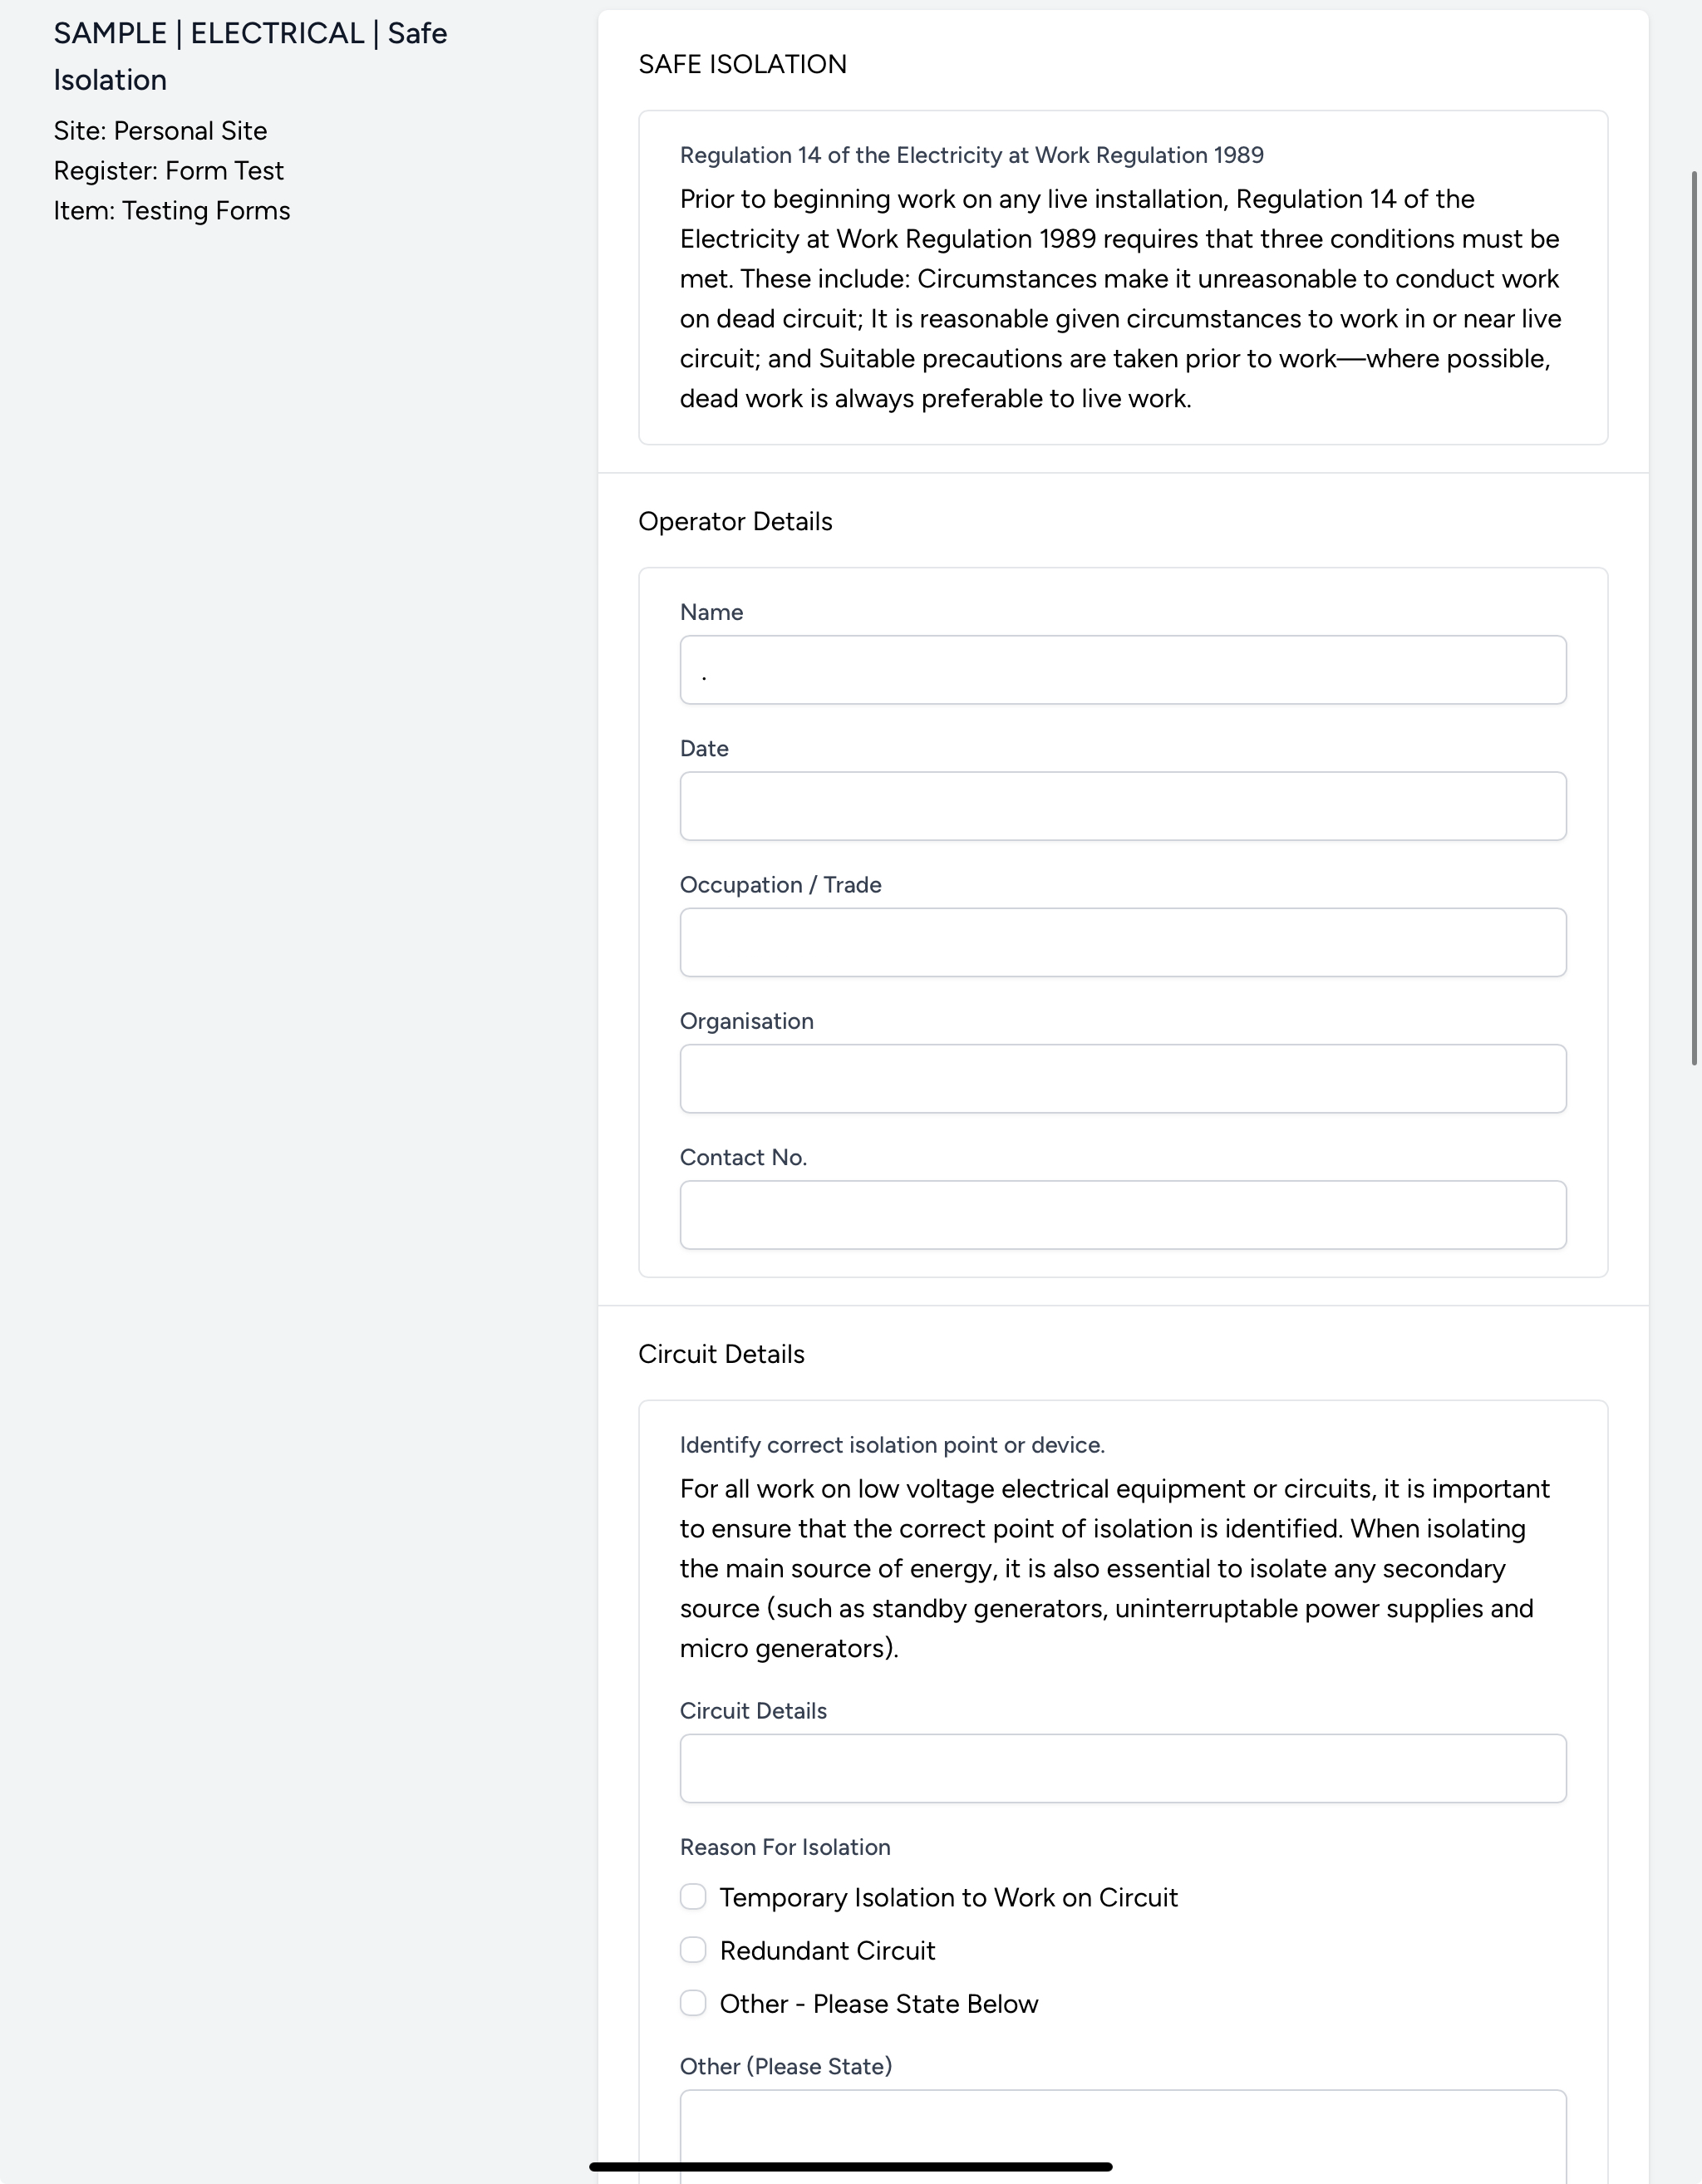 SAMPLE | ELECTRICAL | Safe
Isolation
Site: Personal Site
Register: Form Test
Item: Testing Forms
SAFE ISOLATION
Regulation 14 of the Electricity at Work Regulation 1989
Prior to beginning work on any live installation, Regulation 14 of the
Electricity at Work Regulation 1989 requires that three conditions must be
met. These include: Circumstances make it unreasonable to conduct work
on dead circuit; It is reasonable given circumstances to work in or near live
circuit; and Suitable precautions are taken prior to work—where possible,
dead work is always preferable to live work.
Operator Details
Name
.
Date
Occupation / Trade
Organisation
Contact No.
Circuit Details
Identify correct isolation point or device.
For all work on low voltage electrical equipment or circuits, it is important
to ensure that the correct point of isolation is identified. When isolating
the main source of energy, it is also essential to isolate any secondary
source (such as standby generators, uninterruptable power supplies and
micro generators).
Circuit Details
Reason For Isolation
Temporary Isolation to Work on Circuit
Redundant Circuit
Other - Please State Below
Other (Please State)